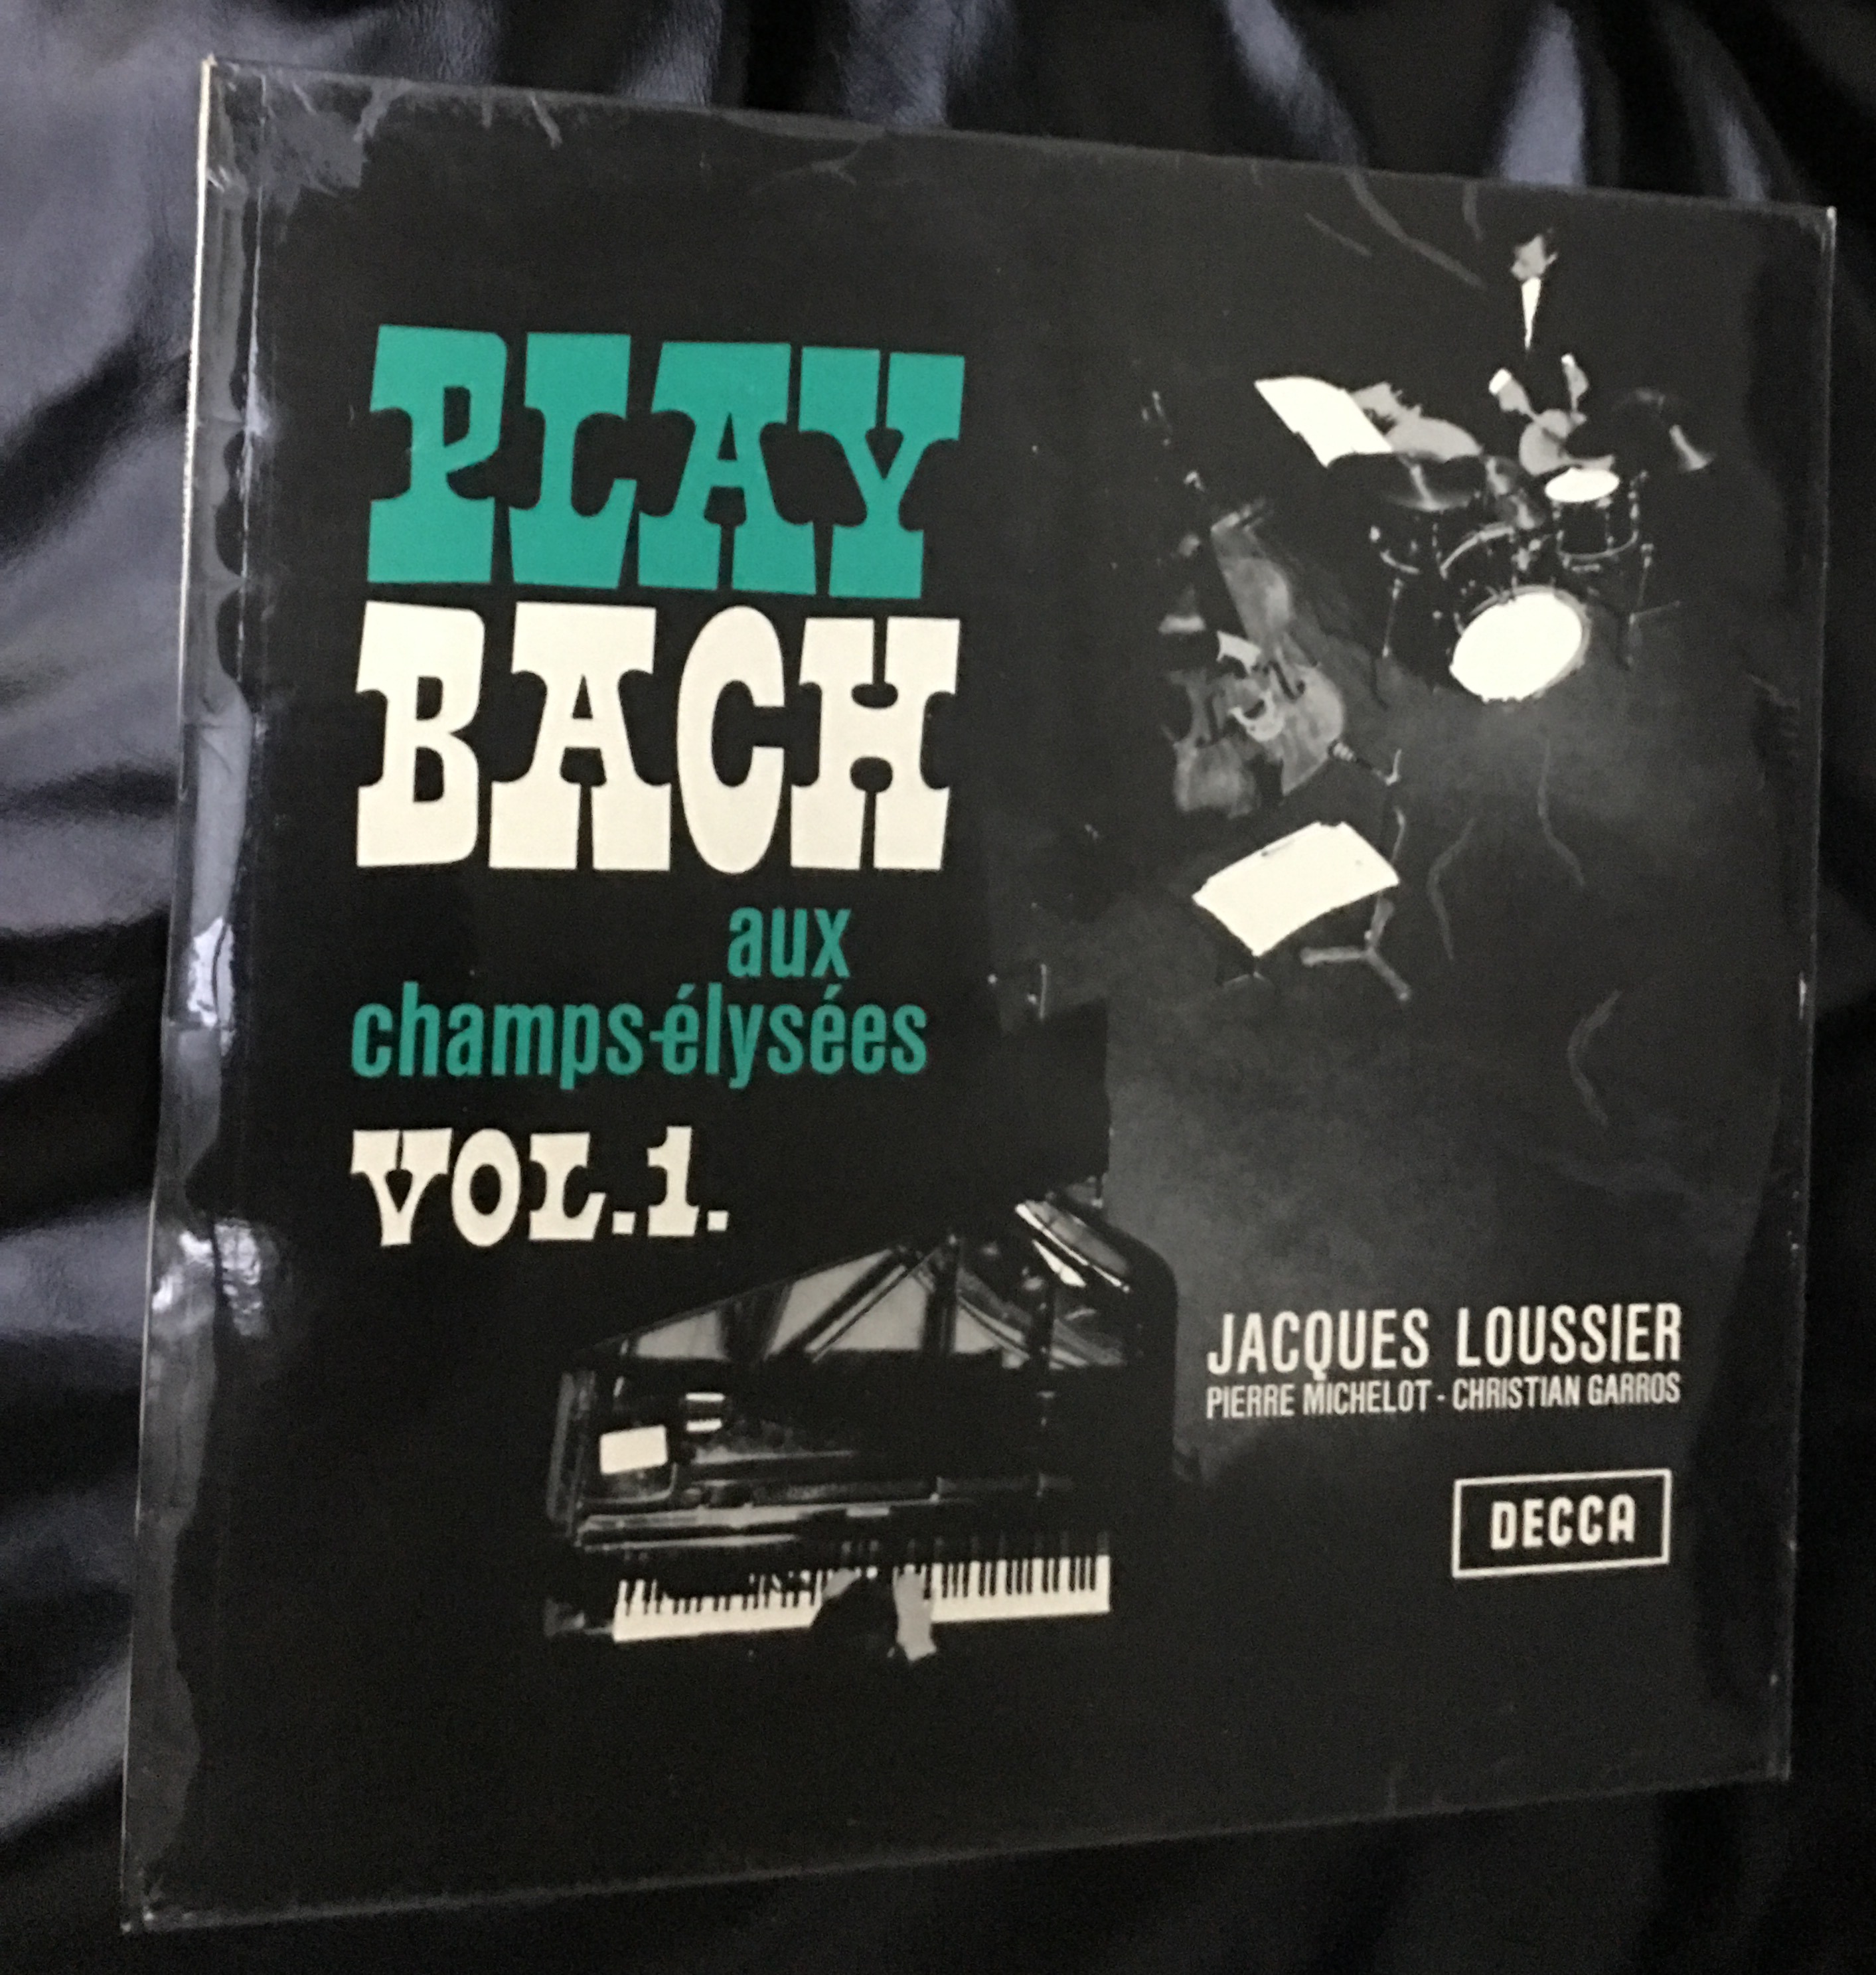 PLAY
BACH
aux
champs-élysées
VOL.1.
JACQUES LOUSSIER
PIERRE MICHELOT - CHRISTIAN GARROS
DECCA